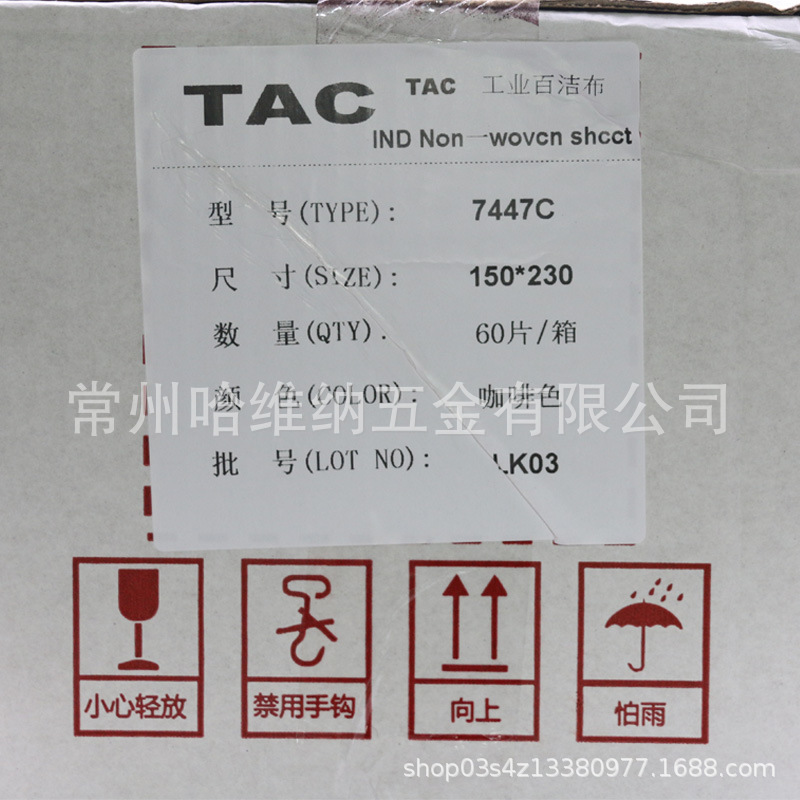 TAC TAC 工业百洁布
IND Non一wovcn shcct
型 号(TYPE): 7447C
尺 寸(SIZE): 150*230
数 量(QTY). 60片/箱
颜 色(COLOR): 咖啡色
常州哈维纳五金有限公司
批 号(LOT NO): LK03
小心轻放 禁用手钩 向上 怕雨
shop03s4z13380977.1688.com